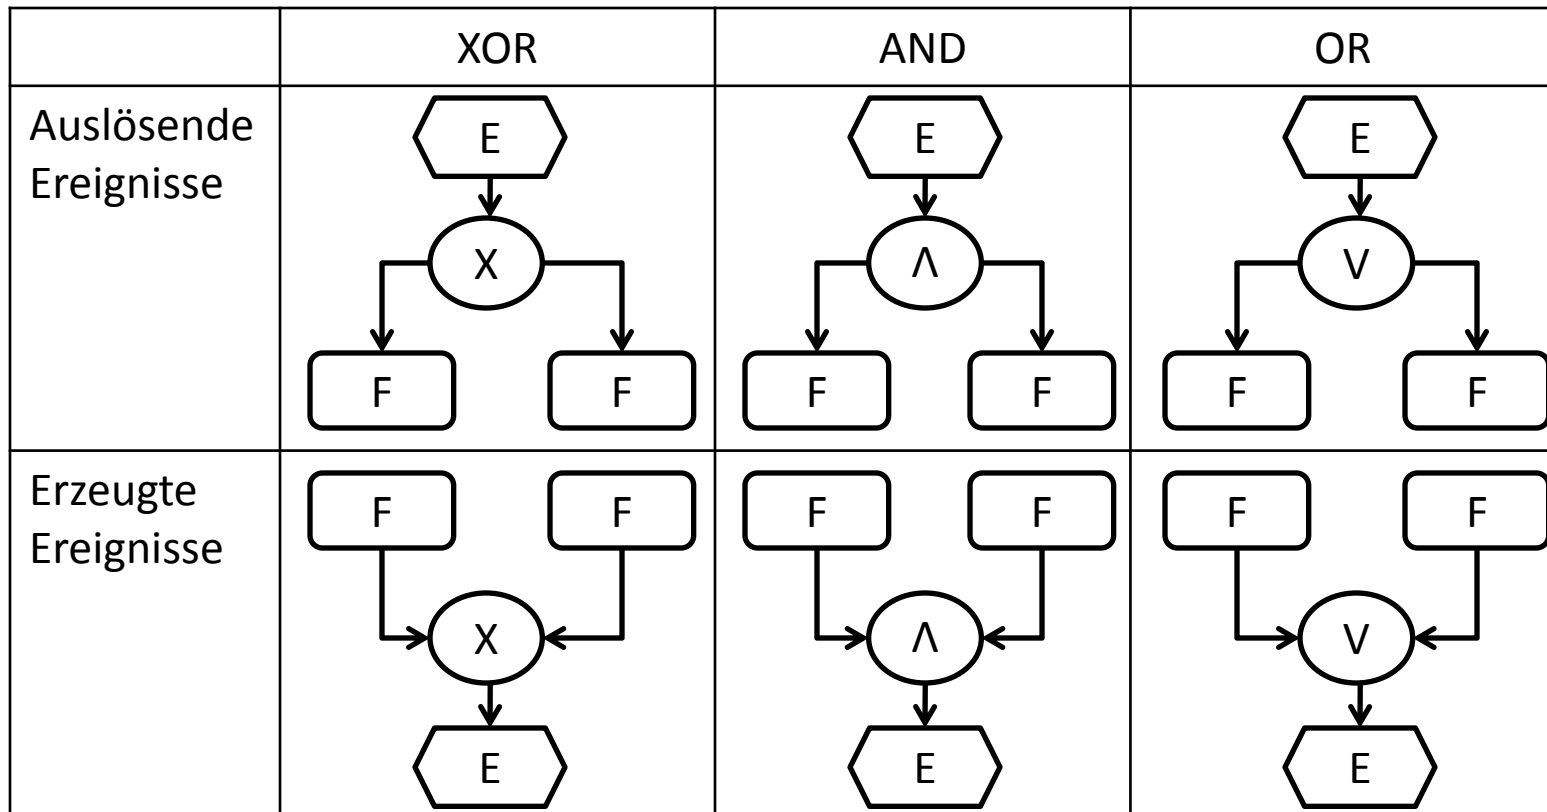 XOR AND OR
Auslösende
Ereignisse
E E E
X Λ V
F F F F F F
Erzeugte
Ereignisse
F F F F F F
X Λ V
E E E